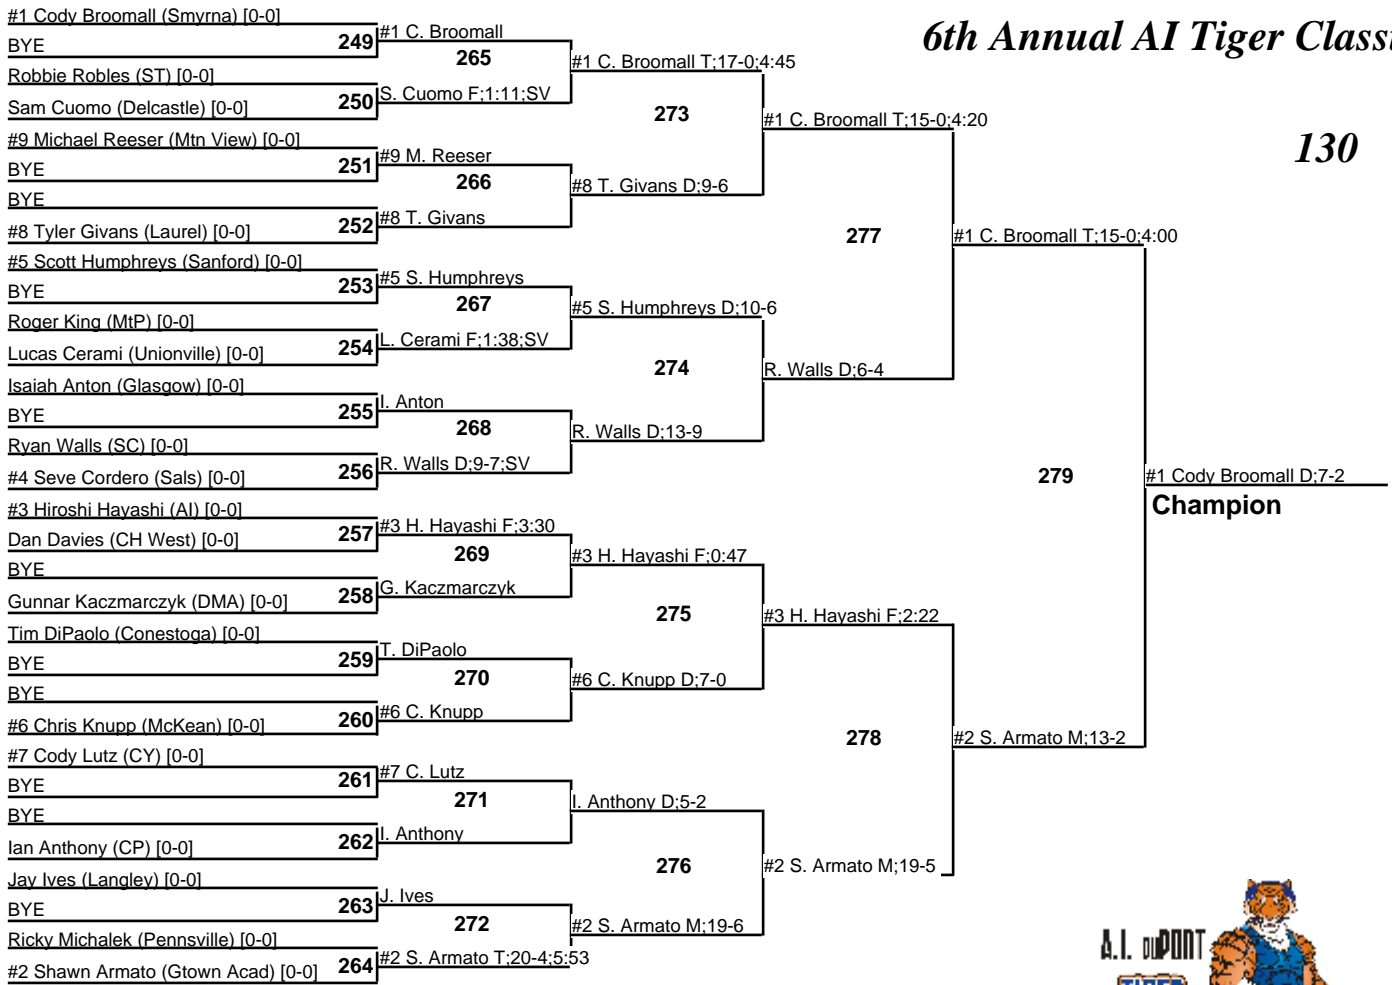 #1 Cody Broomall (Smyrna) [0-0]
6th Annual AI Tiger Classi
BYE
249
#1 C. Broomall
265
#1 C. Broomall T;17-0;4:45
Robbie Robles (ST) [0-0]
Sam Cuomo (Delcastle) [0-0]
250
S. Cuomo F;1:11;SV
273
#1 C. Broomall T;15-0;4:20
130
#9 Michael Reeser (Mtn View) [0-0]
BYE
251
#9 M. Reeser
266
#8 T. Givans D;9-6
BYE
#8 Tyler Givans (Laurel) [0-0]
252
#8 T. Givans
277
#1 C. Broomall T;15-0;4:00
#5 Scott Humphreys (Sanford) [0-0]
BYE
253
#5 S. Humphreys
267
#5 S. Humphreys D;10-6
Roger King (MtP) [0-0]
Lucas Cerami (Unionville) [0-0]
254
L. Cerami F;1:38;SV
274
R. Walls D;6-4
Isaiah Anton (Glasgow) [0-0]
BYE
255
I. Anton
268
R. Walls D;13-9
Ryan Walls (SC) [0-0]
#4 Seve Cordero (Sals) [0-0]
256
R. Walls D;9-7;SV
279
#1 Cody Broomall D;7-2
Champion
#3 Hiroshi Hayashi (AI) [0-0]
Dan Davies (CH West) [0-0]
257
#3 H. Hayashi F;3:30
269
#3 H. Hayashi F;0:47
BYE
Gunnar Kaczmarczyk (DMA) [0-0]
258
G. Kaczmarczyk
275
#3 H. Hayashi F;2:22
Tim DiPaolo (Conestoga) [0-0]
BYE
259
T. DiPaolo
270
#6 C. Knupp D;7-0
BYE
#6 Chris Knupp (McKean) [0-0]
260
#6 C. Knupp
278
#2 S. Armato M;13-2
#7 Cody Lutz (CY) [0-0]
BYE
261
#7 C. Lutz
271
I. Anthony D;5-2
BYE
Ian Anthony (CP) [0-0]
262
I. Anthony
276
#2 S. Armato M;19-5
Jay Ives (Langley) [0-0]
BYE
263
J. Ives
272
#2 S. Armato M;19-6
Ricky Michalek (Pennsville) [0-0]
#2 Shawn Armato (Gtown Acad) [0-0]
264
#2 S. Armato T;20-4;5:53
A.I. DUPONT
TIGER